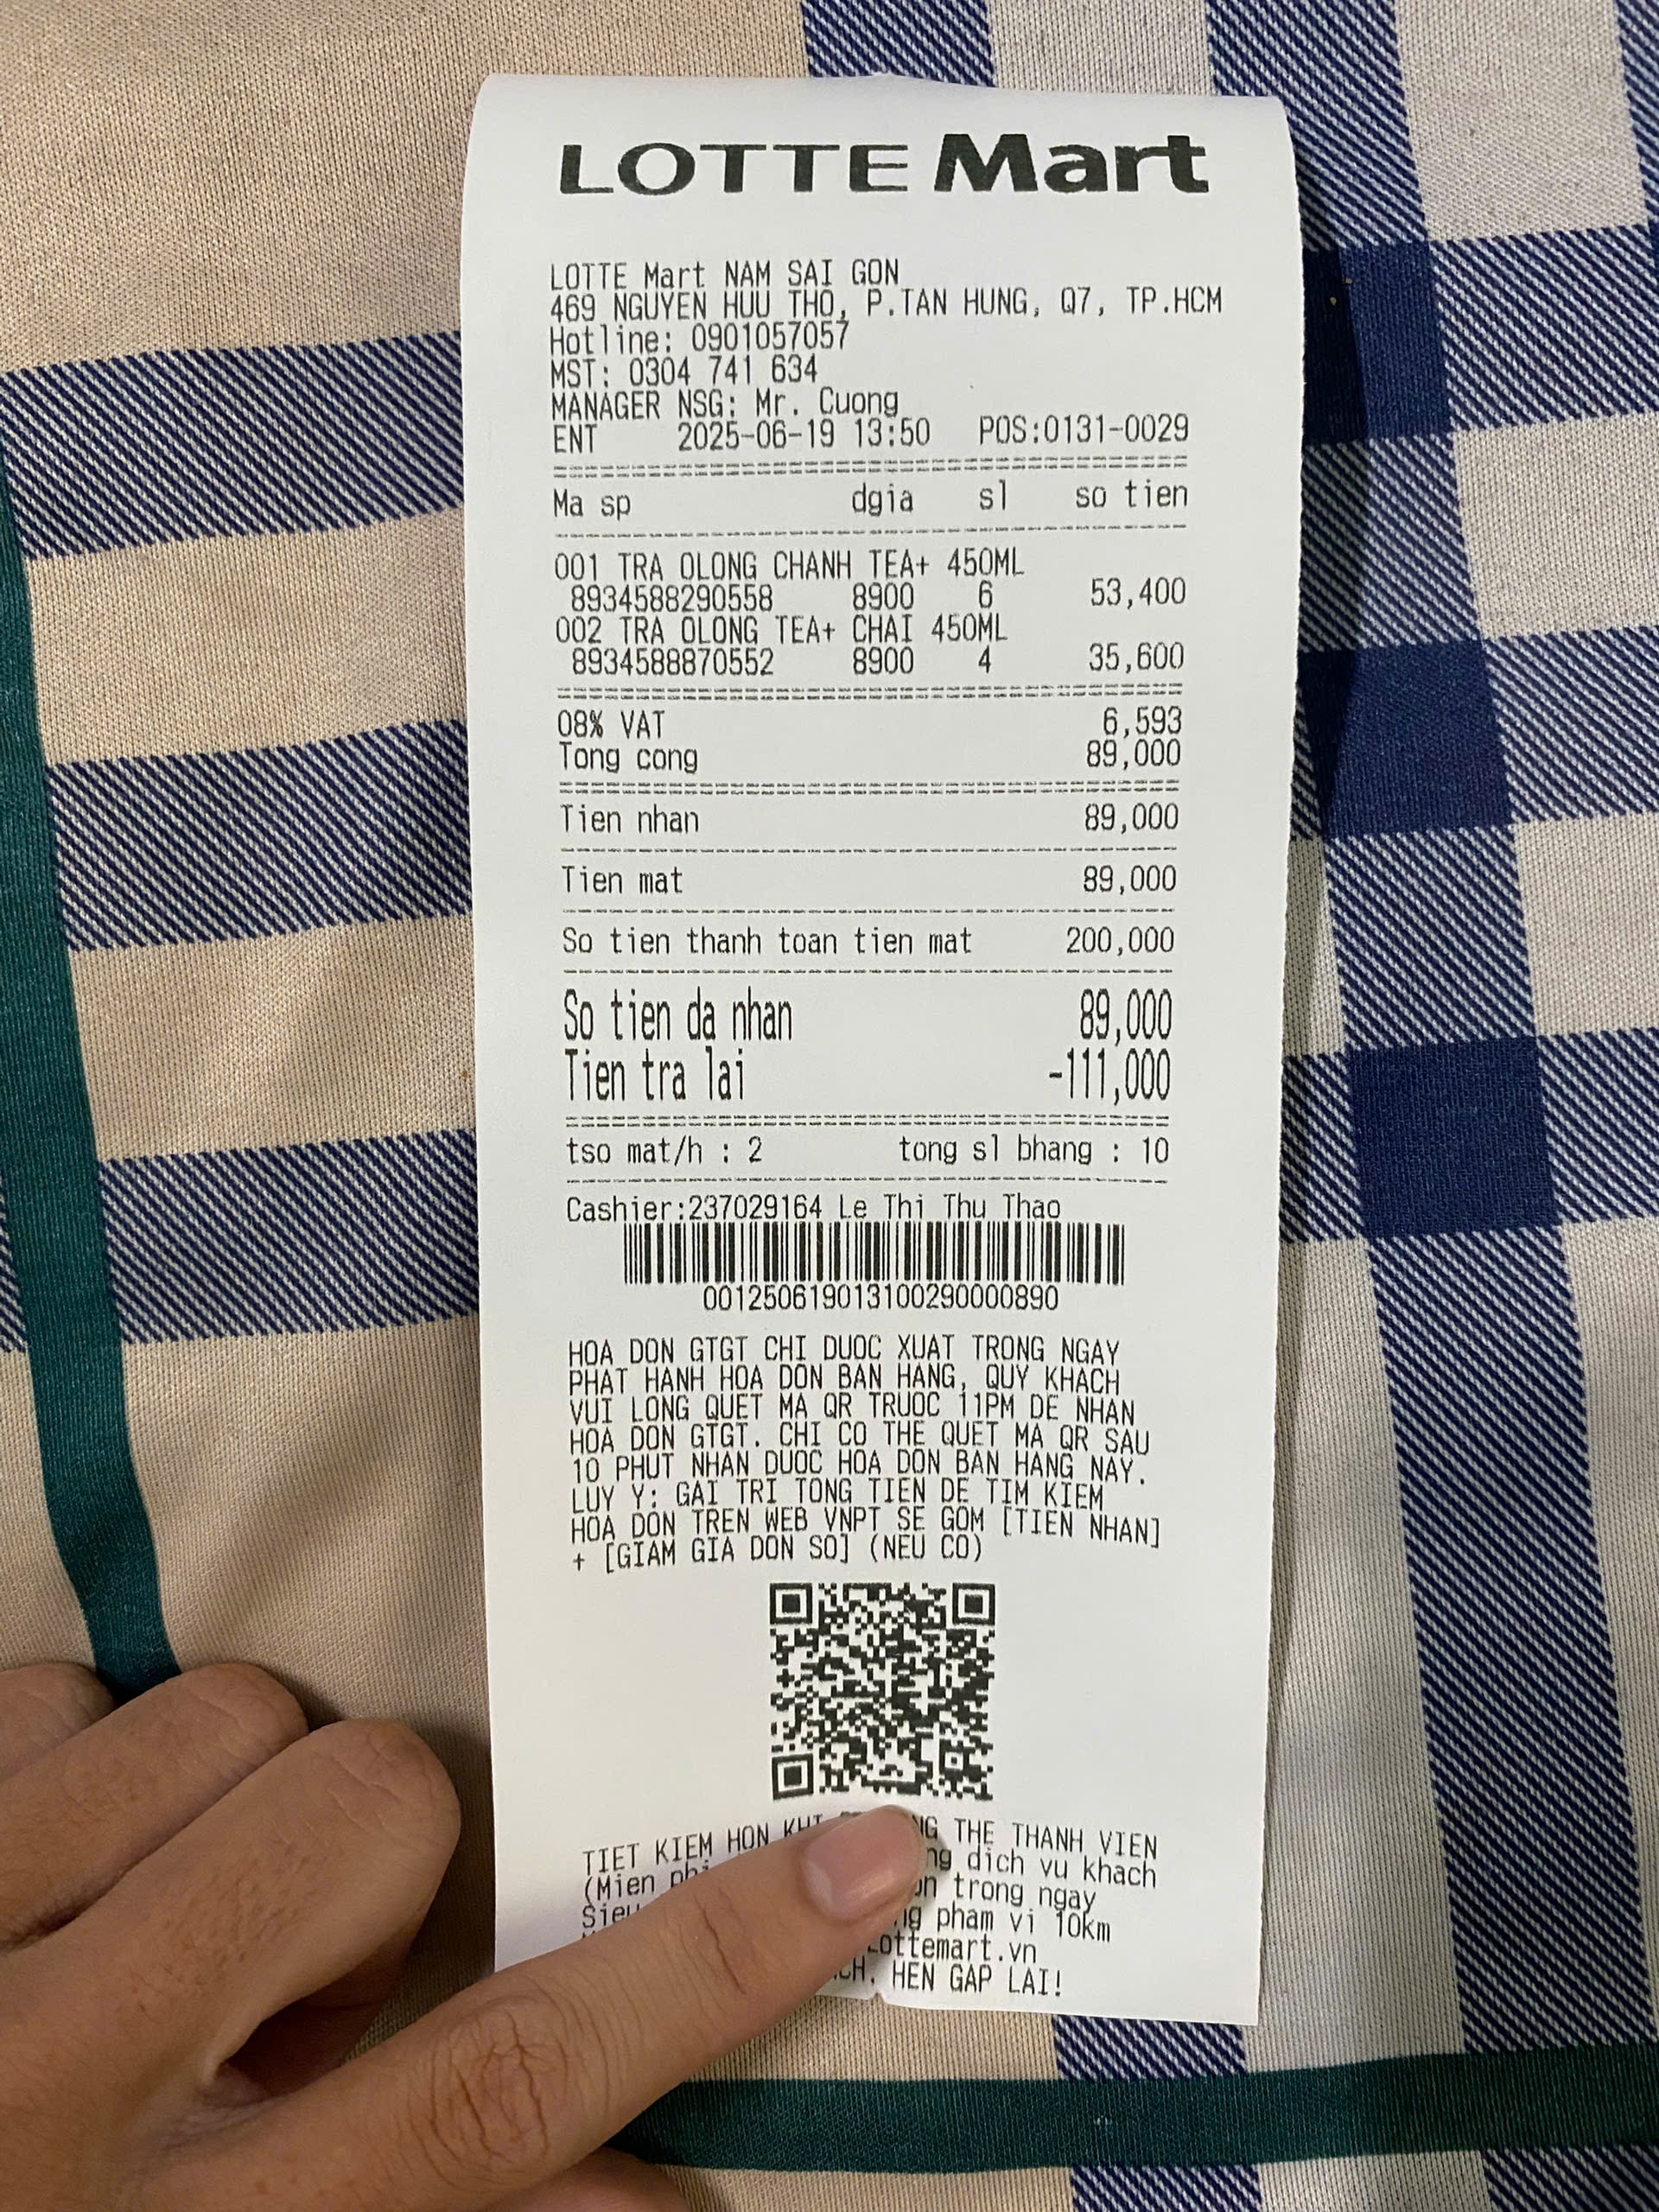 LOTTE Mart
LOTTE Mart NAM SAI GON
469 NGUYEN HUU THO, P.TAN HUNG, Q7, TP.HCM
Hotline: 0901057057
MST: 0304 741 634
MANAGER NSG: Mr. Cuong
ENT 2025-06-19 13:50 POS:0131-0029
Ma sp dgia sl so tien
001 TRA OLONG CHANH TEA+ 450ML
8934588290558 8900 6 53,400
002 TRA OLONG TEA+ CHAI 450ML
8934588870552 8900 4 35,600
08% VAT 6,593
Tong cong 89,000
Tien nhan 89,000
Tien mat 89,000
So tien thanh toan tien mat 200,000
So tien da nhan 89,000
Tien tra lai -111,000
tso mat/h : 2 tong sl bhang : 10
Cashier:237029164 Le Thi Thu Thao
0012506190131002900008​90
HOA DON GTGT CHI DUOC XUAT TRONG NGAY
PHAT HANH HOA DON BAN HANG, QUY KHACH
VUI LONG QUET MA QR TRUOC 11PM DE NHAN
HOA DON GTGT. CHI CO THE QUET MA QR SAU
10 PHUT NHAN DUOC HOA DON BAN HANG NAY.
LUY Y: GAI TRI TONG TIEN DE TIM KIEM
HOA DON TREN WEB VNPT SE GOM [TIEN NHAN]
+ [GIAM GIA DON SO] (NEU CO)
TIET KIEM HON THE THANH VIEN
(Mien dich vu khach
trong ngay
pham vi 10km
Lottemart.vn
HEN GAP LAI!